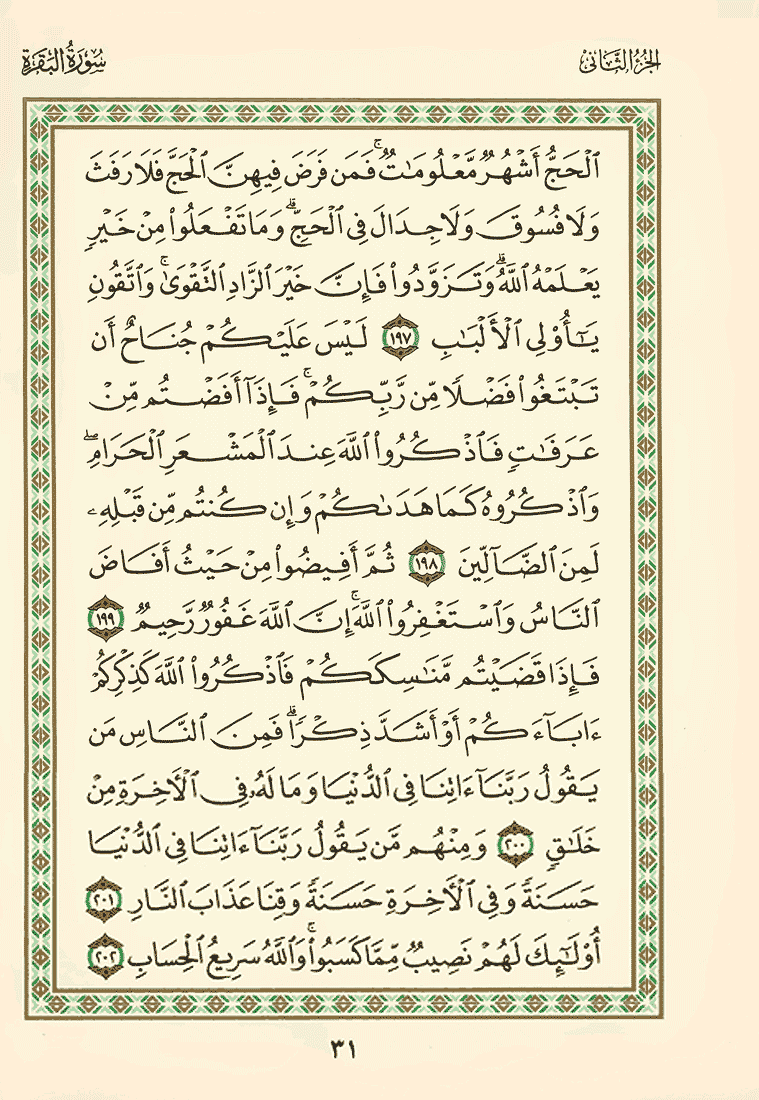 الجزء الثاني
سورة البقرة
ٱلْحَجُّ أَشْهُرٌ مَّعْلُومَٰتٌ ۚ فَمَن فَرَضَ فِيهِنَّ ٱلْحَجَّ فَلَا رَفَثَ
وَلَا فُسُوقَ وَلَا جِدَالَ فِى ٱلْحَجِّ ۗ وَمَا تَفْعَلُوا۟ مِنْ خَيْرٍ
يَعْلَمْهُ ٱللَّهُ ۗ وَتَزَوَّدُوا۟ فَإِنَّ خَيْرَ ٱلزَّادِ ٱلتَّقْوَىٰ ۚ وَٱتَّقُونِ
يَٰٓأُو۟لِى ٱلْأَلْبَٰبِ ١٩٧ لَيْسَ عَلَيْكُمْ جُنَاحٌ أَن
تَبْتَغُوا۟ فَضْلًا مِّن رَّبِّكُمْ ۚ فَإِذَآ أَفَضْتُم مِّنْ
عَرَفَٰتٍ فَٱذْكُرُوا۟ ٱللَّهَ عِندَ ٱلْمَشْعَرِ ٱلْحَرَامِ ۖ
وَٱذْكُرُوهُ كَمَا هَدَىٰكُمْ وَإِن كُنتُم مِّن قَبْلِهِۦ
لَمِنَ ٱلضَّآلِّينَ ١٩٨ ثُمَّ أَفِيضُوا۟ مِنْ حَيْثُ أَفَاضَ
ٱلنَّاسُ وَٱسْتَغْفِرُوا۟ ٱللَّهَ ۚ إِنَّ ٱللَّهَ غَفُورٌ رَّحِيمٌ ١٩٩
فَإِذَا قَضَيْتُم مَّنَٰسِكَكُمْ فَٱذْكُرُوا۟ ٱللَّهَ كَذِكْرِكُمْ
ءَابَآءَكُمْ أَوْ أَشَدَّ ذِكْرًا ۗ فَمِنَ ٱلنَّاسِ مَن
يَقُولُ رَبَّنَآ ءَاتِنَا فِى ٱلدُّنْيَا وَمَا لَهُۥ فِى ٱلْأَخِرَةِ مِنْ
خَلَٰقٍ ٢٠٠ وَمِنْهُم مَّن يَقُولُ رَبَّنَآ ءَاتِنَا فِى ٱلدُّنْيَا
حَسَنَةً وَفِى ٱلْأَخِرَةِ حَسَنَةً وَقِنَا عَذَابَ ٱلنَّارِ ٢٠١
أُو۟لَٰٓئِكَ لَهُمْ نَصِيبٌ مِّمَّا كَسَبُوا۟ ۚ وَٱللَّهُ سَرِيعُ ٱلْحِسَابِ ٢٠٢
٣١